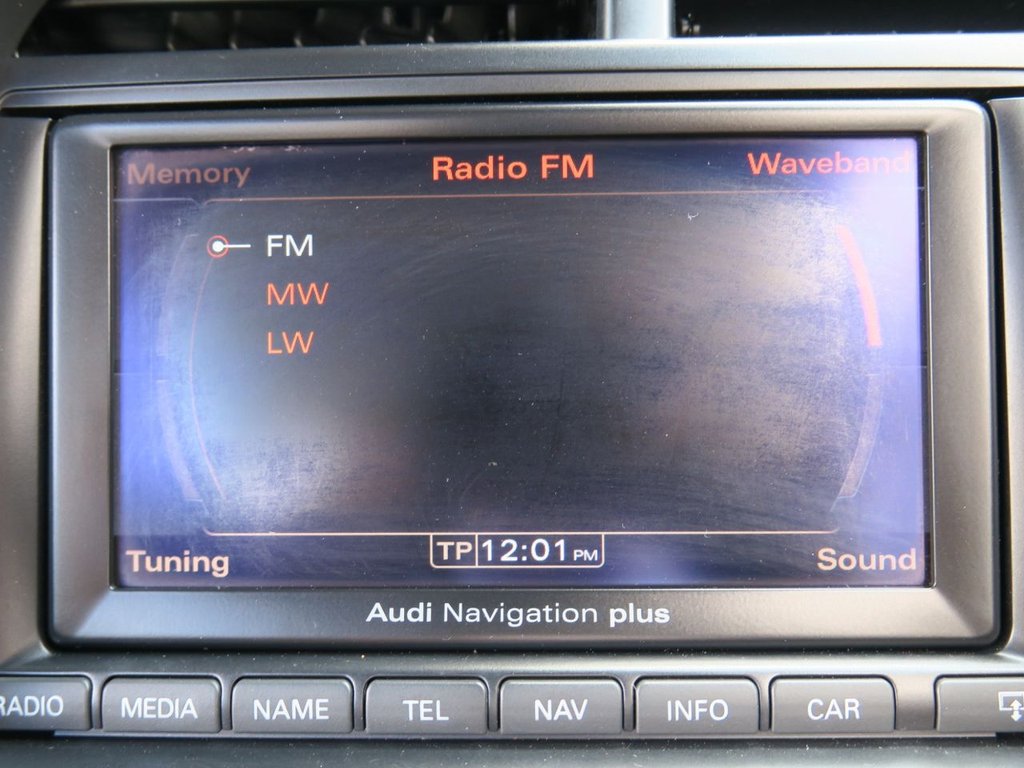 Memory Radio FM Waveband
FM
MW
LW
Tuning TP 12:01 PM Sound
Audi Navigation plus
RADIO MEDIA NAME TEL NAV INFO CAR